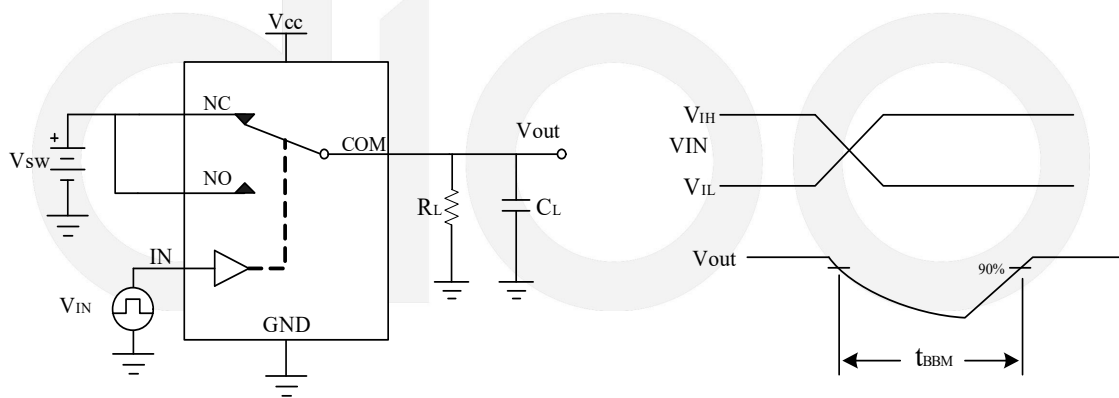 Vcc
NC
COM
Vout
+
Vsw
NO
RL
CL
IN
VIN
GND
VIH
VIN
VIL
Vout
90%
tBBM